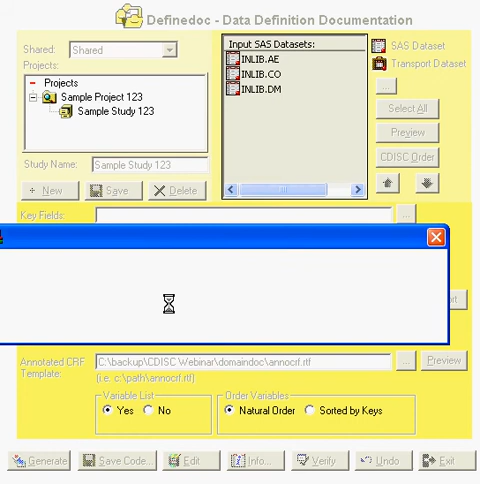 Definedoc - Data Definition Documentation
Shared: Shared
Input SAS Datasets:
SAS Dataset
Transport Dataset
Projects:
Projects
Sample Project 123
Sample Study 123
INLIB.AE
INLIB.CO
INLIB.DM
...
Select All
Preview
CDISC Order
Study Name: Sample Study 123
New Save Delete
Key Fields: ...
Annotated CRF Template: C:\backup\CDISC Webinar\domaindoc\annocrf.rtf ... Preview
(i.e. c:\path\annocrf.rtf)
Variable List
Yes No
Order Variables
Natural Order Sorted by Keys
Generate Save Code... Edit Info... Verify Undo Exit